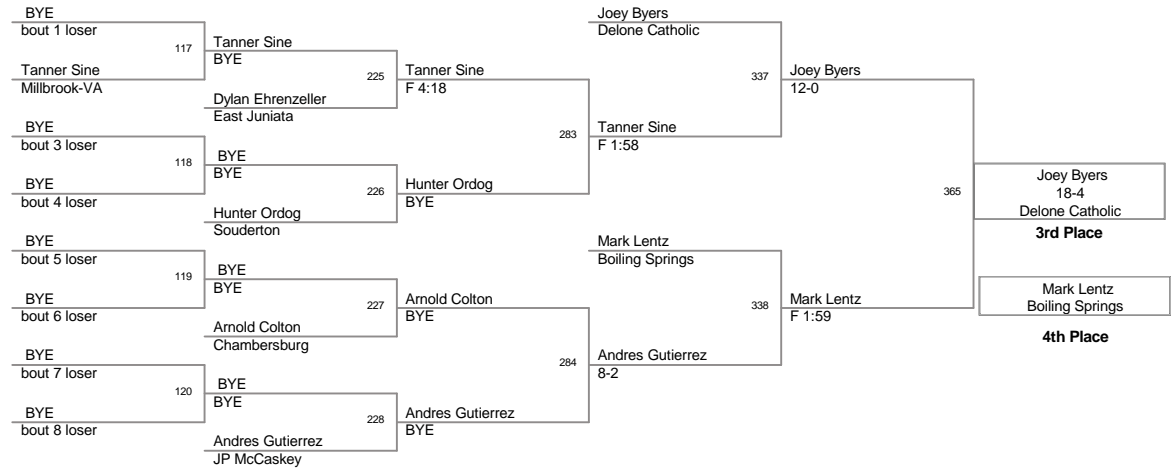 BYE
bout 1 loser
117
Tanner Sine
Millbrook-VA
BYE
bout 3 loser
118
BYE
bout 4 loser
BYE
bout 5 loser
119
BYE
bout 6 loser
BYE
bout 7 loser
120
BYE
bout 8 loser
Tanner Sine
BYE
225
Dylan Ehrenzeller
East Juniata
BYE
BYE
226
Hunter Ordog
Souderton
BYE
BYE
227
Arnold Colton
Chambersburg
BYE
BYE
228
Andres Gutierrez
JP McCaskey
Tanner Sine
F 4:18
283
Hunter Ordog
BYE
Arnold Colton
BYE
284
Andres Gutierrez
BYE
Joey Byers
Delone Catholic
337
Tanner Sine
F 1:58
Mark Lentz
Boiling Springs
338
Andres Gutierrez
8-2
Joey Byers
12-0
365
Mark Lentz
F 1:59
Joey Byers
18-4
Delone Catholic
3rd Place
Mark Lentz
Boiling Springs
4th Place